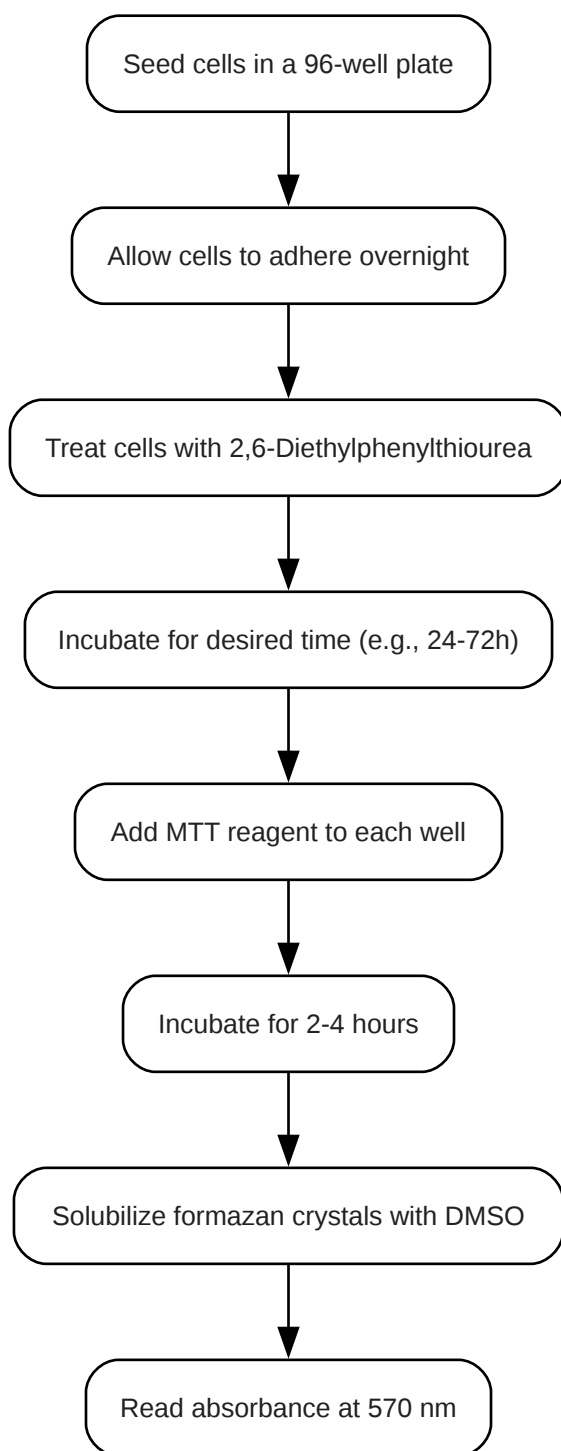 Seed cells in a 96-well plate
Allow cells to adhere overnight
Treat cells with 2,6-Diethylphenylthiourea
Incubate for desired time (e.g., 24-72h)
Add MTT reagent to each well
Incubate for 2-4 hours
Solubilize formazan crystals with DMSO
Read absorbance at 570 nm